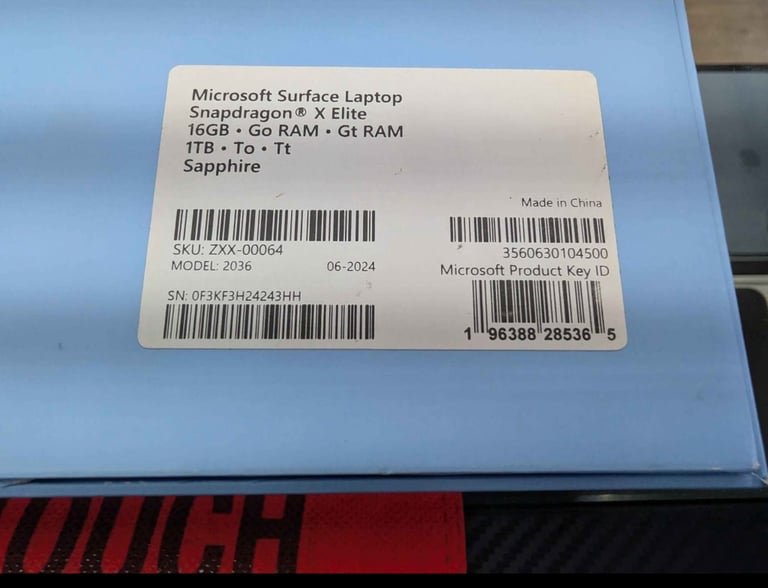 Microsoft Surface Laptop
Snapdragon® X Elite
16GB • Go RAM • Gt RAM
1TB • To • Tt
Sapphire
Made in China
SKU: ZXX-00064
MODEL: 2036 06-2024
3560630104500
Microsoft Product Key ID
SN: 0F3KF3H24243HH
1 96388 28536 5
OUCH